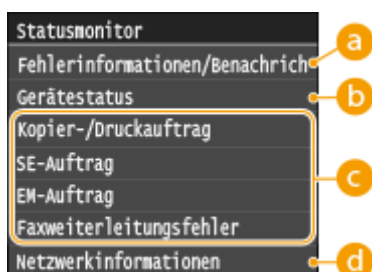 Statusmonitor
Fehlerinformationen/Benachrich
a
Gerätestatus
b
Kopier-/Druckauftrag
SE-Auftrag
c
EM-Auftrag
Faxweiterleitungsfehler
Netzwerkinformationen
d